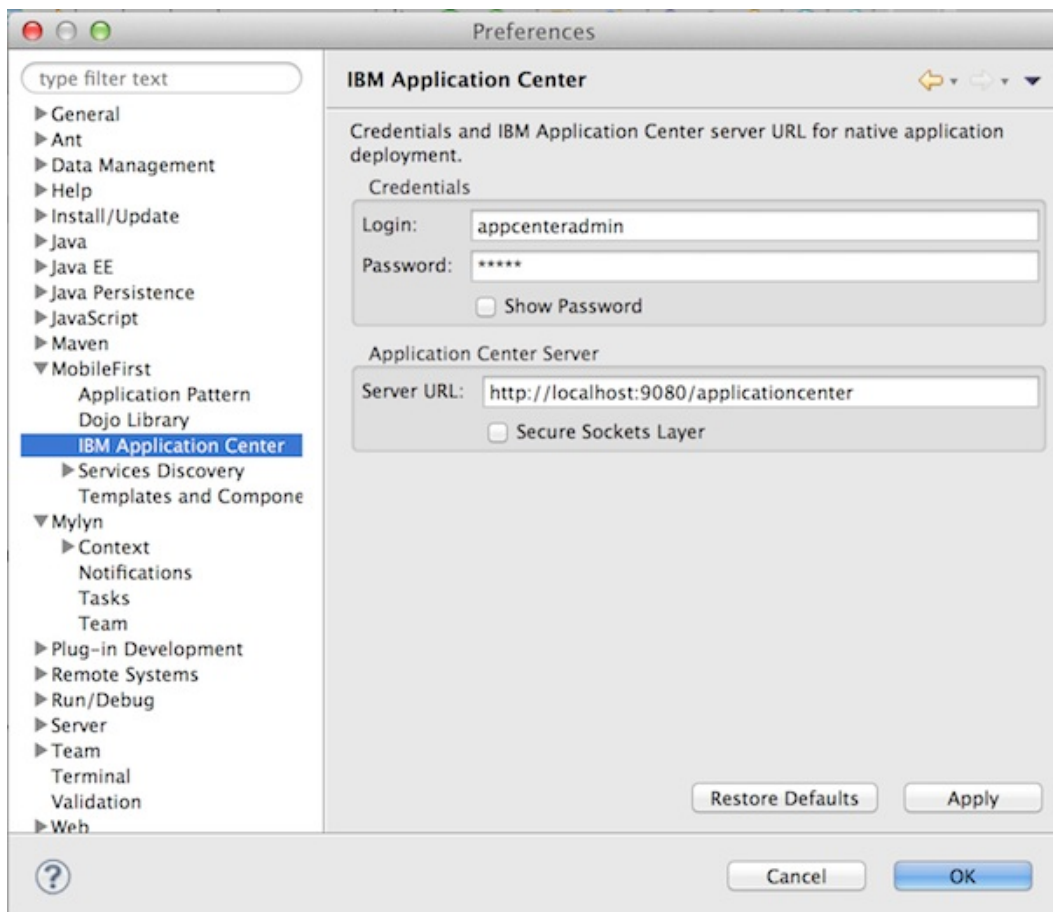 Preferences
type filter text
General
Ant
Data Management
Help
Install/Update
Java
Java EE
Java Persistence
JavaScript
Maven
MobileFirst
Application Pattern
Dojo Library
IBM Application Center
Services Discovery
Templates and Compone
Mylyn
Context
Notifications
Tasks
Team
Plug-in Development
Remote Systems
Run/Debug
Server
Team
Terminal
Validation
Web
IBM Application Center
Credentials and IBM Application Center server URL for native application
deployment.
Credentials
Login: appcenteradmin
Password: *****
Show Password
Application Center Server
Server URL: http://localhost:9080/applicationcenter
Secure Sockets Layer
Restore Defaults Apply
? Cancel OK